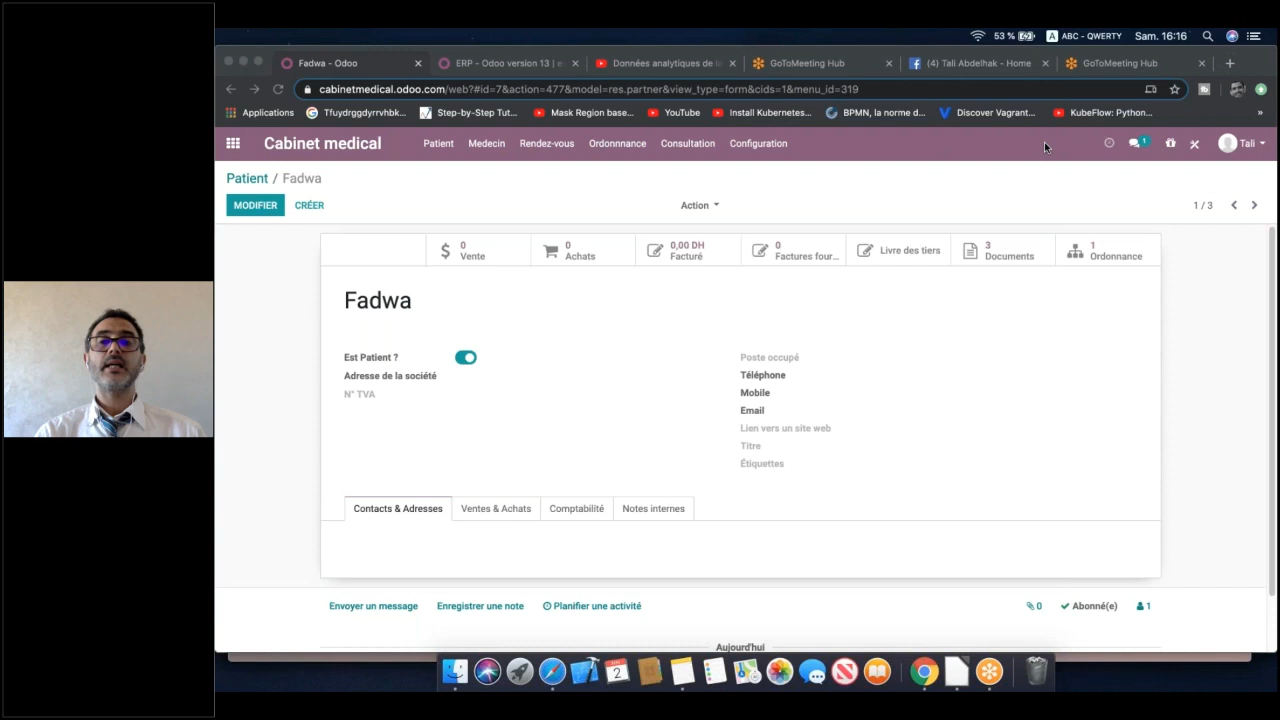 53 % ABC - QWERTY Sam. 16:16
Fadwa - Odoo
ERP - Odoo version 13 |
Données analytiques de
GoToMeeting Hub
(4) Tali Abdelhak - Home
GoToMeeting Hub
cabinetmedical.odoo.com/web?#id=7&action=477&model=res.partner&view_type=form&cids=1&menu_id=319
Applications
Tfuydrggdyrrvhbk...
Step-by-Step Tut...
Mask Region base...
YouTube
Install Kubernetes...
BPMN, la norme d...
Discover Vagrant...
KubeFlow: Python...
»
Cabinet medical Patient Medecin Rendez-vous Ordonnnance Consultation Configuration 1 Tali
Patient / Fadwa
MODIFIER CRÉER Action 1 / 3
0
Vente
0
Achats
0,00 DH
Facturé
0
Factures four...
Livre des tiers
3
Documents
1
Ordonnance
Fadwa
Est Patient ?
Adresse de la société
N° TVA
Poste occupé
Téléphone
Mobile
Email
Lien vers un site web
Titre
Étiquettes
Contacts & Adresses Ventes & Achats Comptabilité Notes internes
Envoyer un message Enregistrer une note Planifier une activité 0 Abonné(e) 1
Aujourd'hui
2